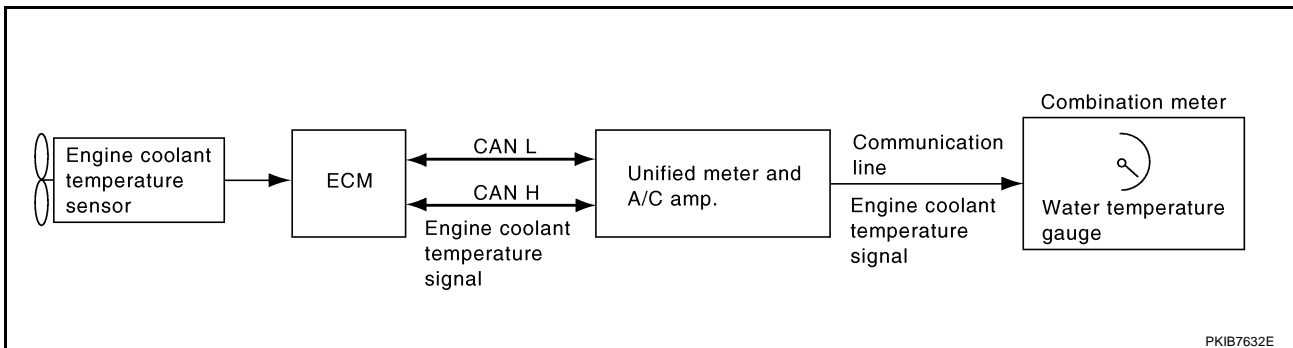 Engine coolant
temperature
sensor
ECM
CAN L
CAN H
Engine coolant
temperature
signal
Unified meter and
A/C amp.
Communication
line
Engine coolant
temperature
signal
Combination meter
Water temperature
gauge
PKIB7632E